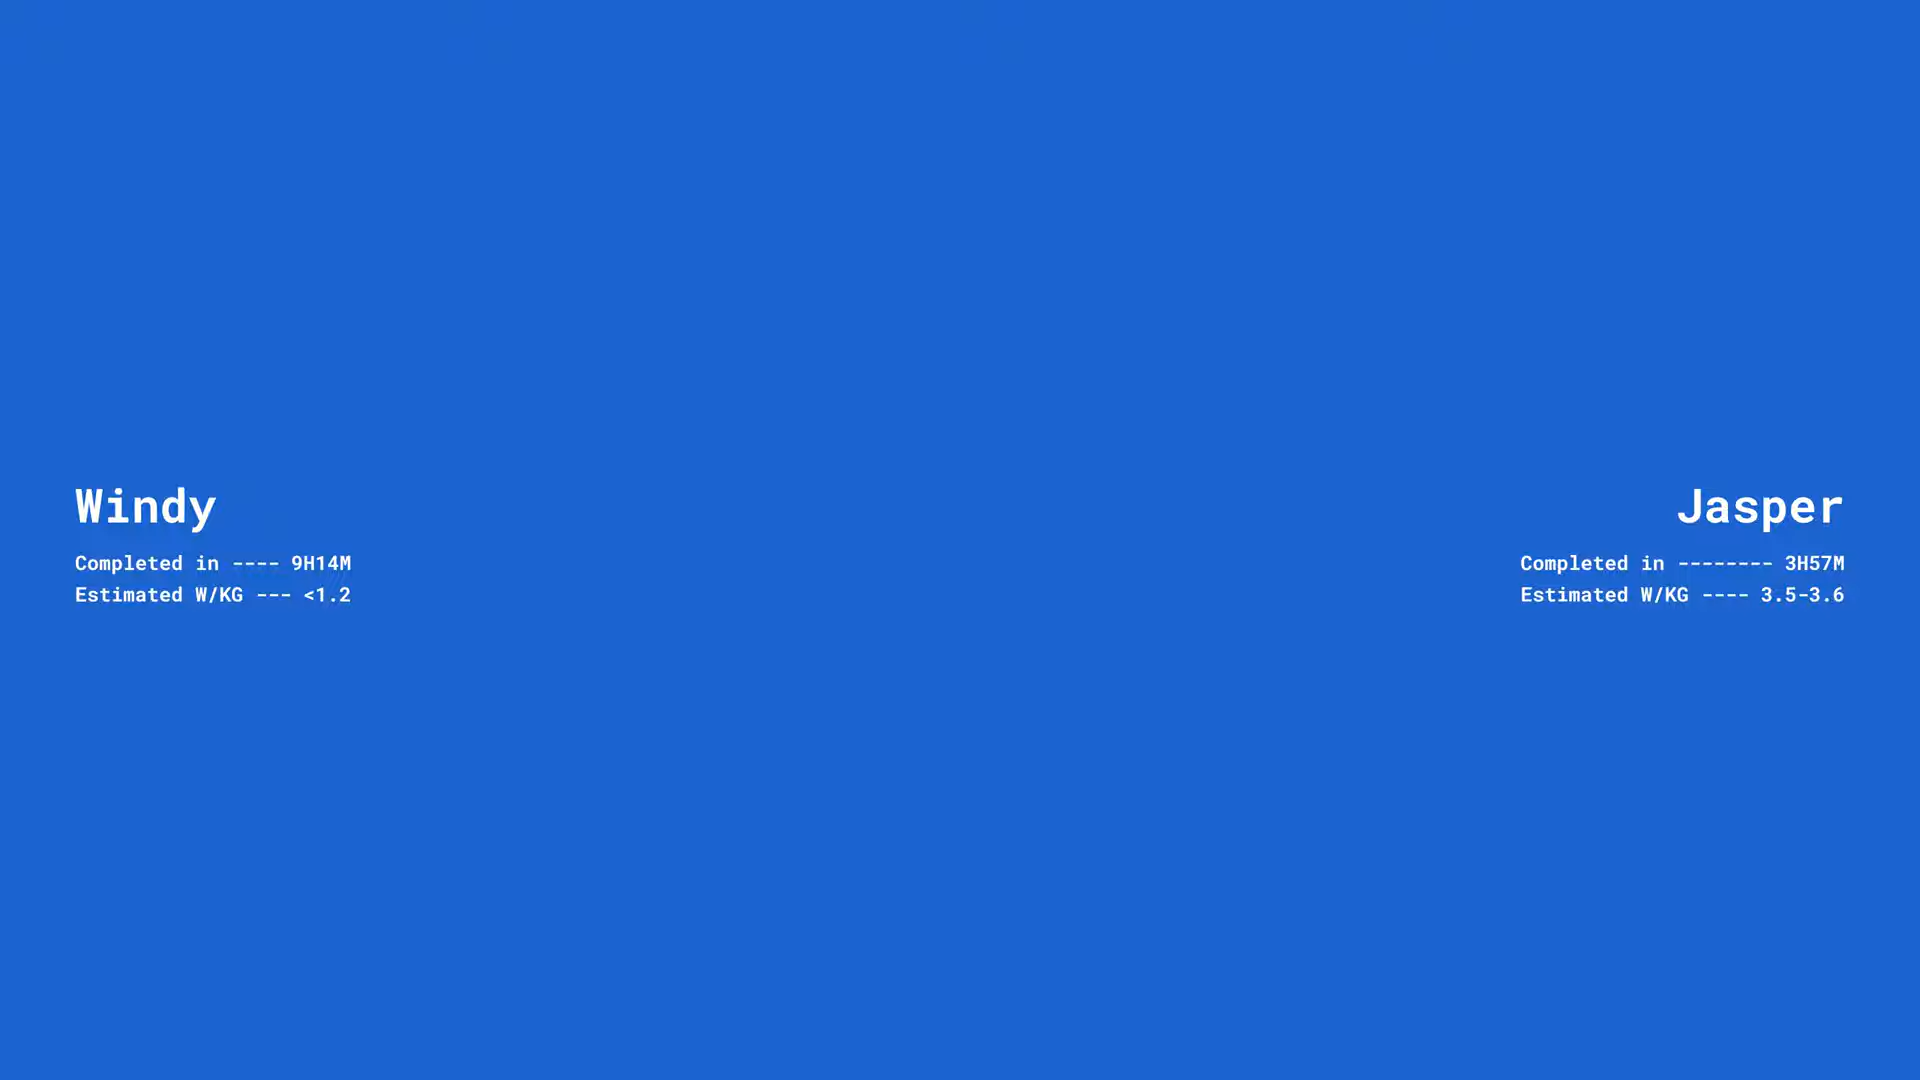 Windy
Completed in ---- 9H14M
Estimated W/KG --- <1.2
Jasper
Completed in -------- 3H57M
Estimated W/KG ---- 3.5-3.6